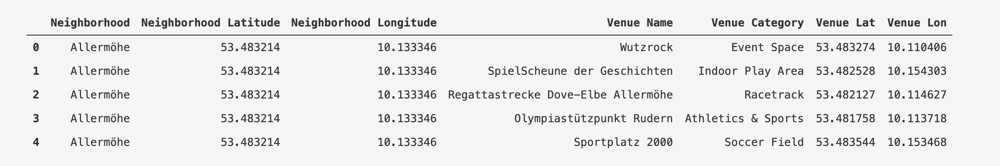 Neighborhood Neighborhood Latitude Neighborhood Longitude Venue Name Venue Category Venue Lat Venue Lon
0 Allermöhe 53.483214 10.133346 Wutzrock Event Space 53.483274 10.110406
1 Allermöhe 53.483214 10.133346 SpielScheune der Geschichten Indoor Play Area 53.482528 10.154303
2 Allermöhe 53.483214 10.133346 Regattastrecke Dove-Elbe Allermöhe Racetrack 53.482127 10.114627
3 Allermöhe 53.483214 10.133346 Olympiastützpunkt Rudern Athletics & Sports 53.481758 10.113718
4 Allermöhe 53.483214 10.133346 Sportplatz 2000 Soccer Field 53.483544 10.153468